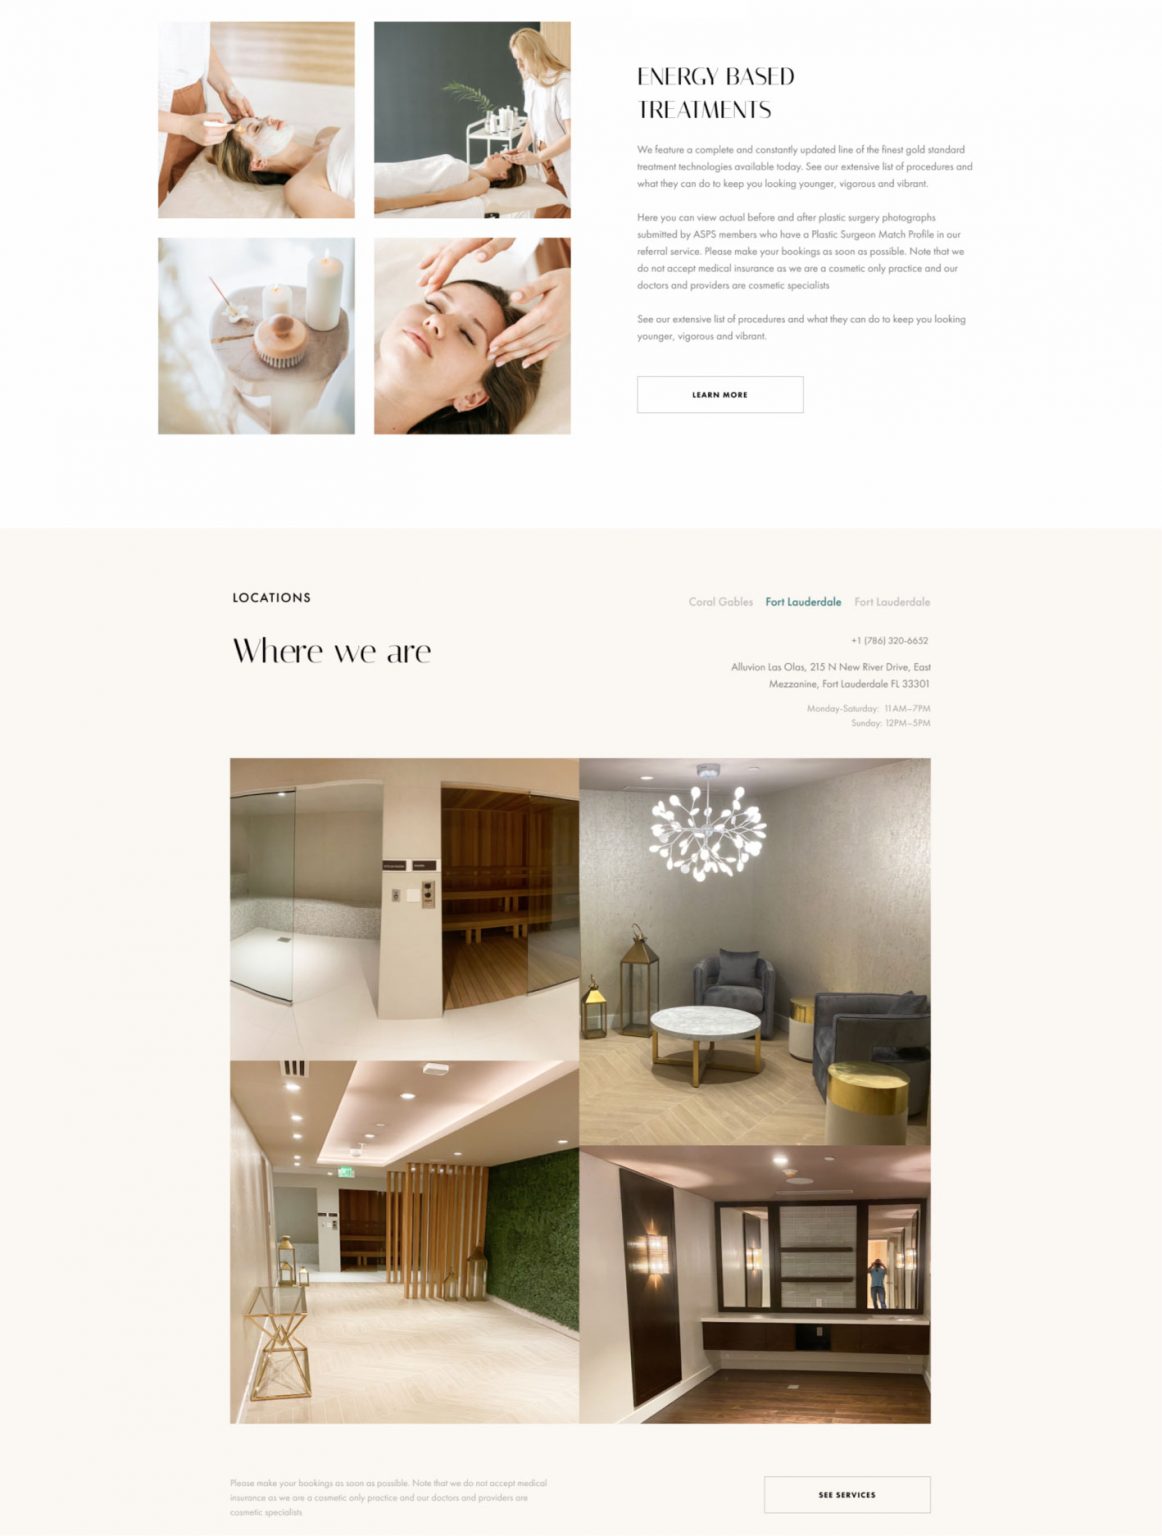 ENERGY BASED
TREATMENTS
We feature a complete and constantly updated line of the finest gold standard
treatment technologies available today. See our extensive list of procedures and
what they can do to keep you looking younger, vigorous and vibrant.
Here you can view actual before and after plastic surgery photographs
submitted by ASPS members who have a Plastic Surgeon Match Profile in our
referral service. Please make your bookings as soon as possible. Note that we
do not accept medical insurance as we are a cosmetic only practice and our
doctors and providers are cosmetic specialists
See our extensive list of procedures and what they can do to keep you looking
younger, vigorous and vibrant.
LEARN MORE
LOCATIONS
Where we are
Coral Gables Fort Lauderdale Fort Lauderdale
+1 (786) 320-6652
Alluvion Las Olas, 215 N New River Drive, East
Mezzanine, Fort Lauderdale FL 33301
Monday-Saturday: 11AM–7PM
Sunday: 12PM–5PM
Please make your bookings as soon as possible. Note that we do not accept medical
insurance as we are a cosmetic only practice and our doctors and providers are
cosmetic specialists
SEE SERVICES